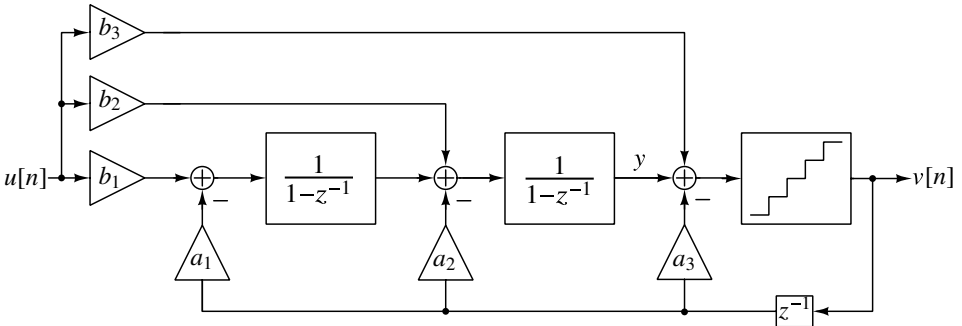 b₃
b₂
u[n]
b₁
−
1
1−z⁻¹
−
1
1−z⁻¹
y
−
v[n]
a₁
a₂
a₃
z⁻¹